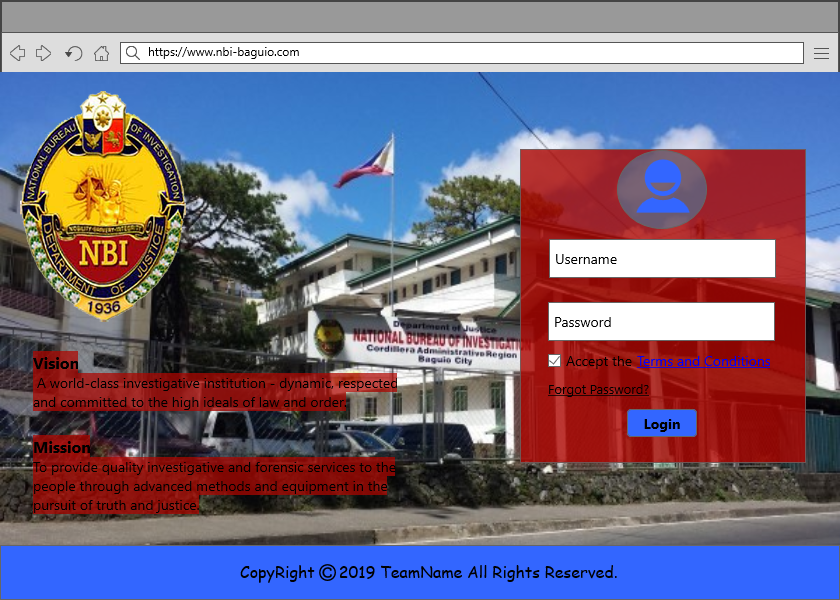 https://www.nbi-baguio.com
NATIONAL BUREAU OF INVESTIGATION
NOBILITY-BRAVERY-INTEGRITY
NBI
DEPARTMENT OF JUSTICE
1936
Department of Justice
NATIONAL BUREAU OF INVESTIGATION
Cordillera Administrative Region
Baguio City
Vision
A world-class investigative institution - dynamic, respected
and committed to the high ideals of law and order."
Mission
To provide quality investigative and forensic services to the
people through advanced methods and equipment in the
pursuit of truth and justice.
Username
Password
Accept the Terms and Conditions
Forgot Password?
Login
CopyRight ©2019 TeamName All Rights Reserved.